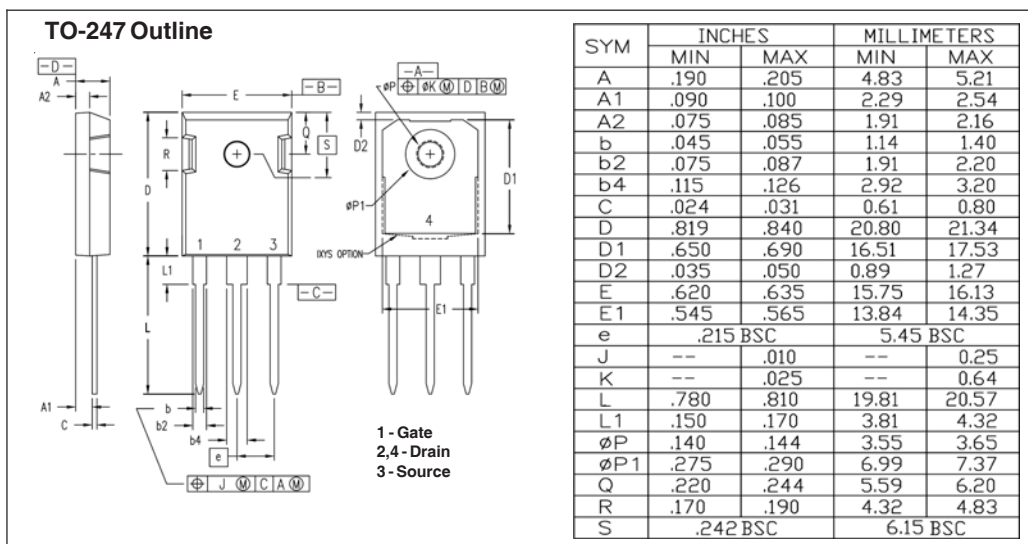 TO-247 Outline
-D-
A
A2
E
-B-
D
R
Q
S
1 2 3
L1
-C-
L
A1
C
b
b2
b4
e
⌖ J Ⓜ C A Ⓜ
-A-
øP
⌖ øK Ⓜ D B Ⓜ
D2
D1
øP1
4
IXYS OPTION
E1
1 - Gate
2,4 - Drain
3 - Source
SYM INCHES MILLIMETERS
MIN MAX MIN MAX
A .190 .205 4.83 5.21
A1 .090 .100 2.29 2.54
A2 .075 .085 1.91 2.16
b .045 .055 1.14 1.40
b2 .075 .087 1.91 2.20
b4 .115 .126 2.92 3.20
C .024 .031 0.61 0.80
D .819 .840 20.80 21.34
D1 .650 .690 16.51 17.53
D2 .035 .050 0.89 1.27
E .620 .635 15.75 16.13
E1 .545 .565 13.84 14.35
e .215 BSC 5.45 BSC
J -- .010 -- 0.25
K -- .025 -- 0.64
L .780 .810 19.81 20.57
L1 .150 .170 3.81 4.32
øP .140 .144 3.55 3.65
øP1 .275 .290 6.99 7.37
Q .220 .244 5.59 6.20
R .170 .190 4.32 4.83
S .242 BSC 6.15 BSC